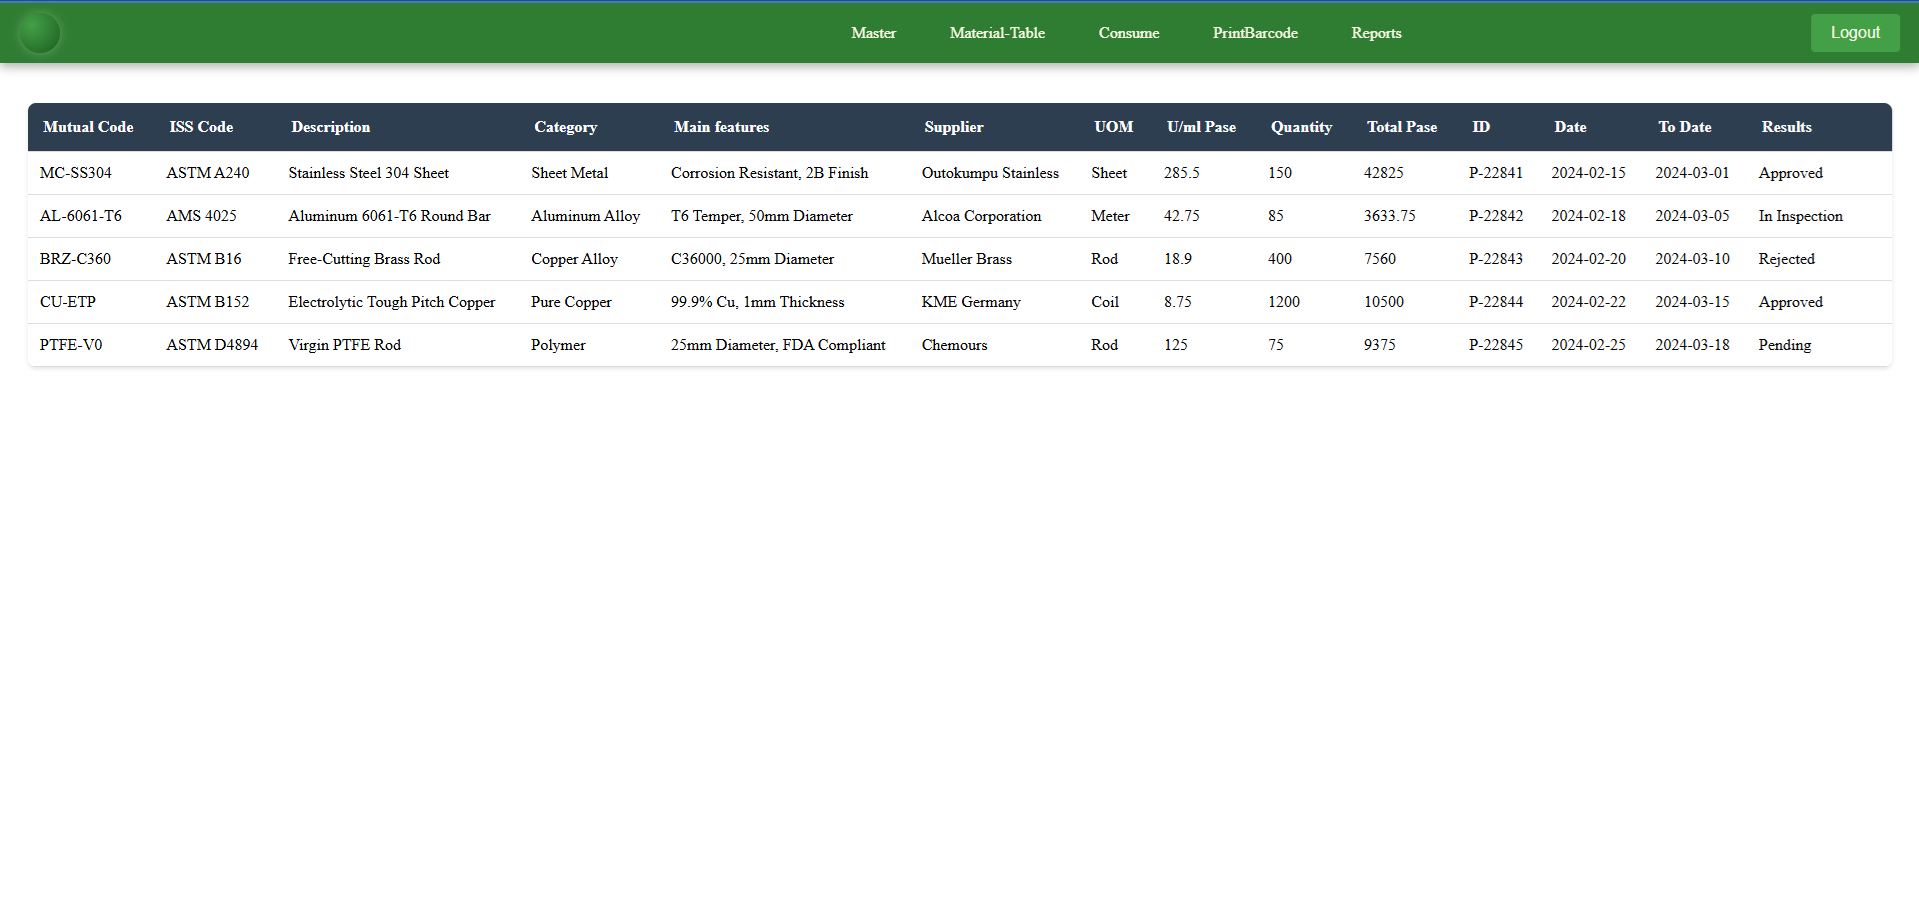 Master Material-Table Consume PrintBarcode Reports Logout
Mutual Code ISS Code Description Category Main features Supplier UOM U/ml Pase Quantity Total Pase ID Date To Date Results
MC-SS304 ASTM A240 Stainless Steel 304 Sheet Sheet Metal Corrosion Resistant, 2B Finish Outokumpu Stainless Sheet 285.5 150 42825 P-22841 2024-02-15 2024-03-01 Approved
AL-6061-T6 AMS 4025 Aluminum 6061-T6 Round Bar Aluminum Alloy T6 Temper, 50mm Diameter Alcoa Corporation Meter 42.75 85 3633.75 P-22842 2024-02-18 2024-03-05 In Inspection
BRZ-C360 ASTM B16 Free-Cutting Brass Rod Copper Alloy C36000, 25mm Diameter Mueller Brass Rod 18.9 400 7560 P-22843 2024-02-20 2024-03-10 Rejected
CU-ETP ASTM B152 Electrolytic Tough Pitch Copper Pure Copper 99.9% Cu, 1mm Thickness KME Germany Coil 8.75 1200 10500 P-22844 2024-02-22 2024-03-15 Approved
PTFE-V0 ASTM D4894 Virgin PTFE Rod Polymer 25mm Diameter, FDA Compliant Chemours Rod 125 75 9375 P-22845 2024-02-25 2024-03-18 Pending